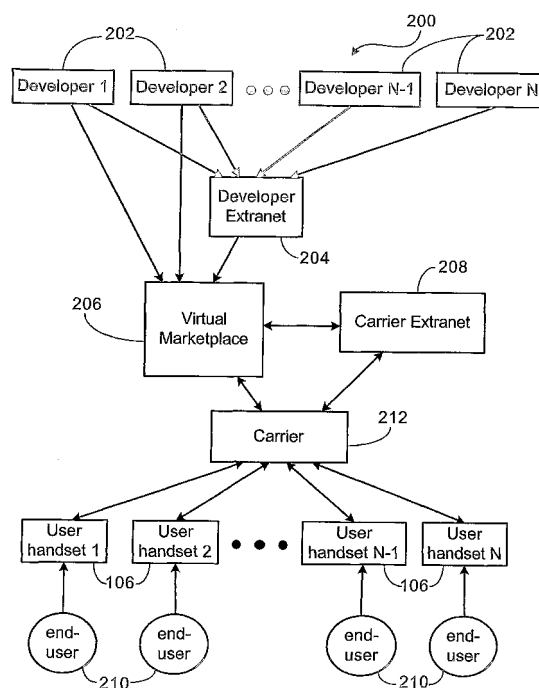 200
202
202
Developer 1
Developer 2
Developer N-1
Developer N
Developer
Extranet
204
208
206
Virtual
Marketplace
Carrier Extranet
212
Carrier
User
handset 1
User
handset 2
User
handset N-1
User
handset N
106
106
end-
user
end-
user
end-
user
end-
user
210
210